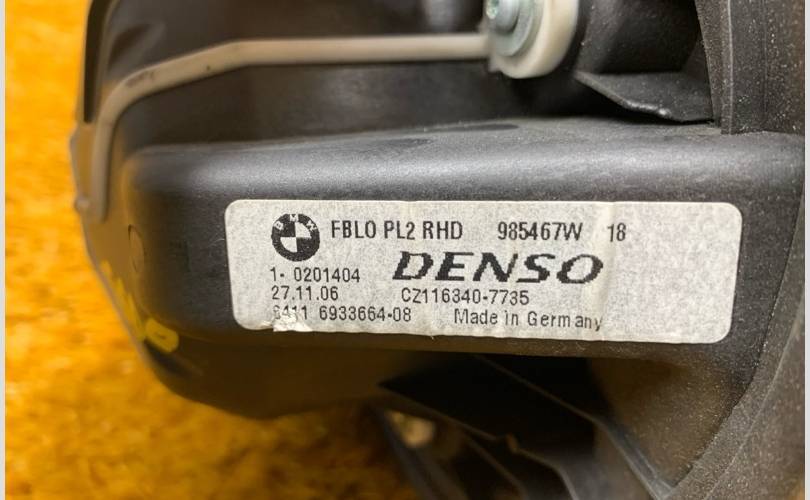 BMW
FBLO PL2 RHD 985467W 18
1- 0201404 DENSO
27.11.06 CZ116340-7735
6411 6933664-08 Made in Germany